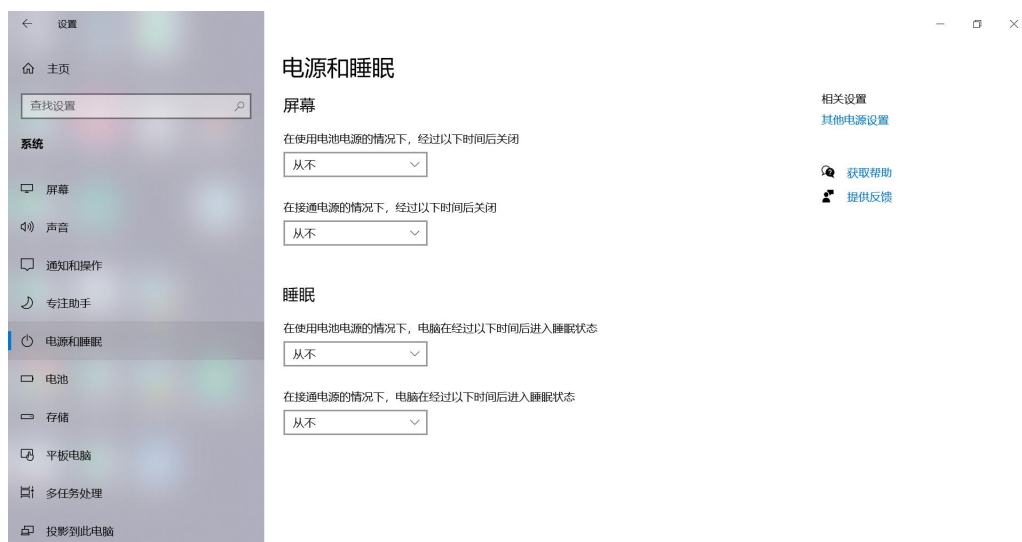 设置
主页
查找设置
系统
屏幕
声音
通知和操作
专注助手
电源和睡眠
电池
存储
平板电脑
多任务处理
投影到此电脑
电源和睡眠
屏幕
在使用电池电源的情况下，经过以下时间后关闭
从不
在接通电源的情况下，经过以下时间后关闭
从不
睡眠
在使用电池电源的情况下，电脑在经过以下时间后进入睡眠状态
从不
在接通电源的情况下，电脑在经过以下时间后进入睡眠状态
从不
相关设置
其他电源设置
获取帮助
提供反馈